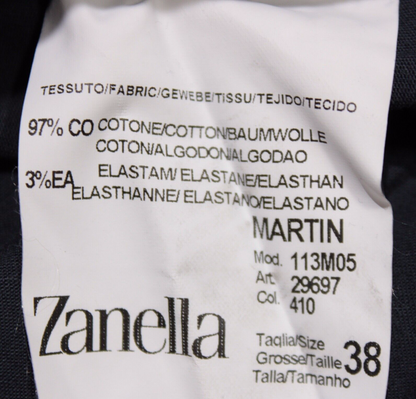 TESSUTO/FABRIC/GEWEBE/TISSU/TEJIDO/TECIDO
97% CO COTONE/COTTON/BAUMWOLLE
COTON/ALGODON/ALGODAO
3%EA ELASTAM/ELASTANE/ELASTHAN
ELASTHANNE/ELASTANO/ELASTANO
MARTIN
Mod. 113M05
Art. 29697
Col. 410
Zanella
Taglia/Size
Grosse/Taille 38
Talla/Tamanho